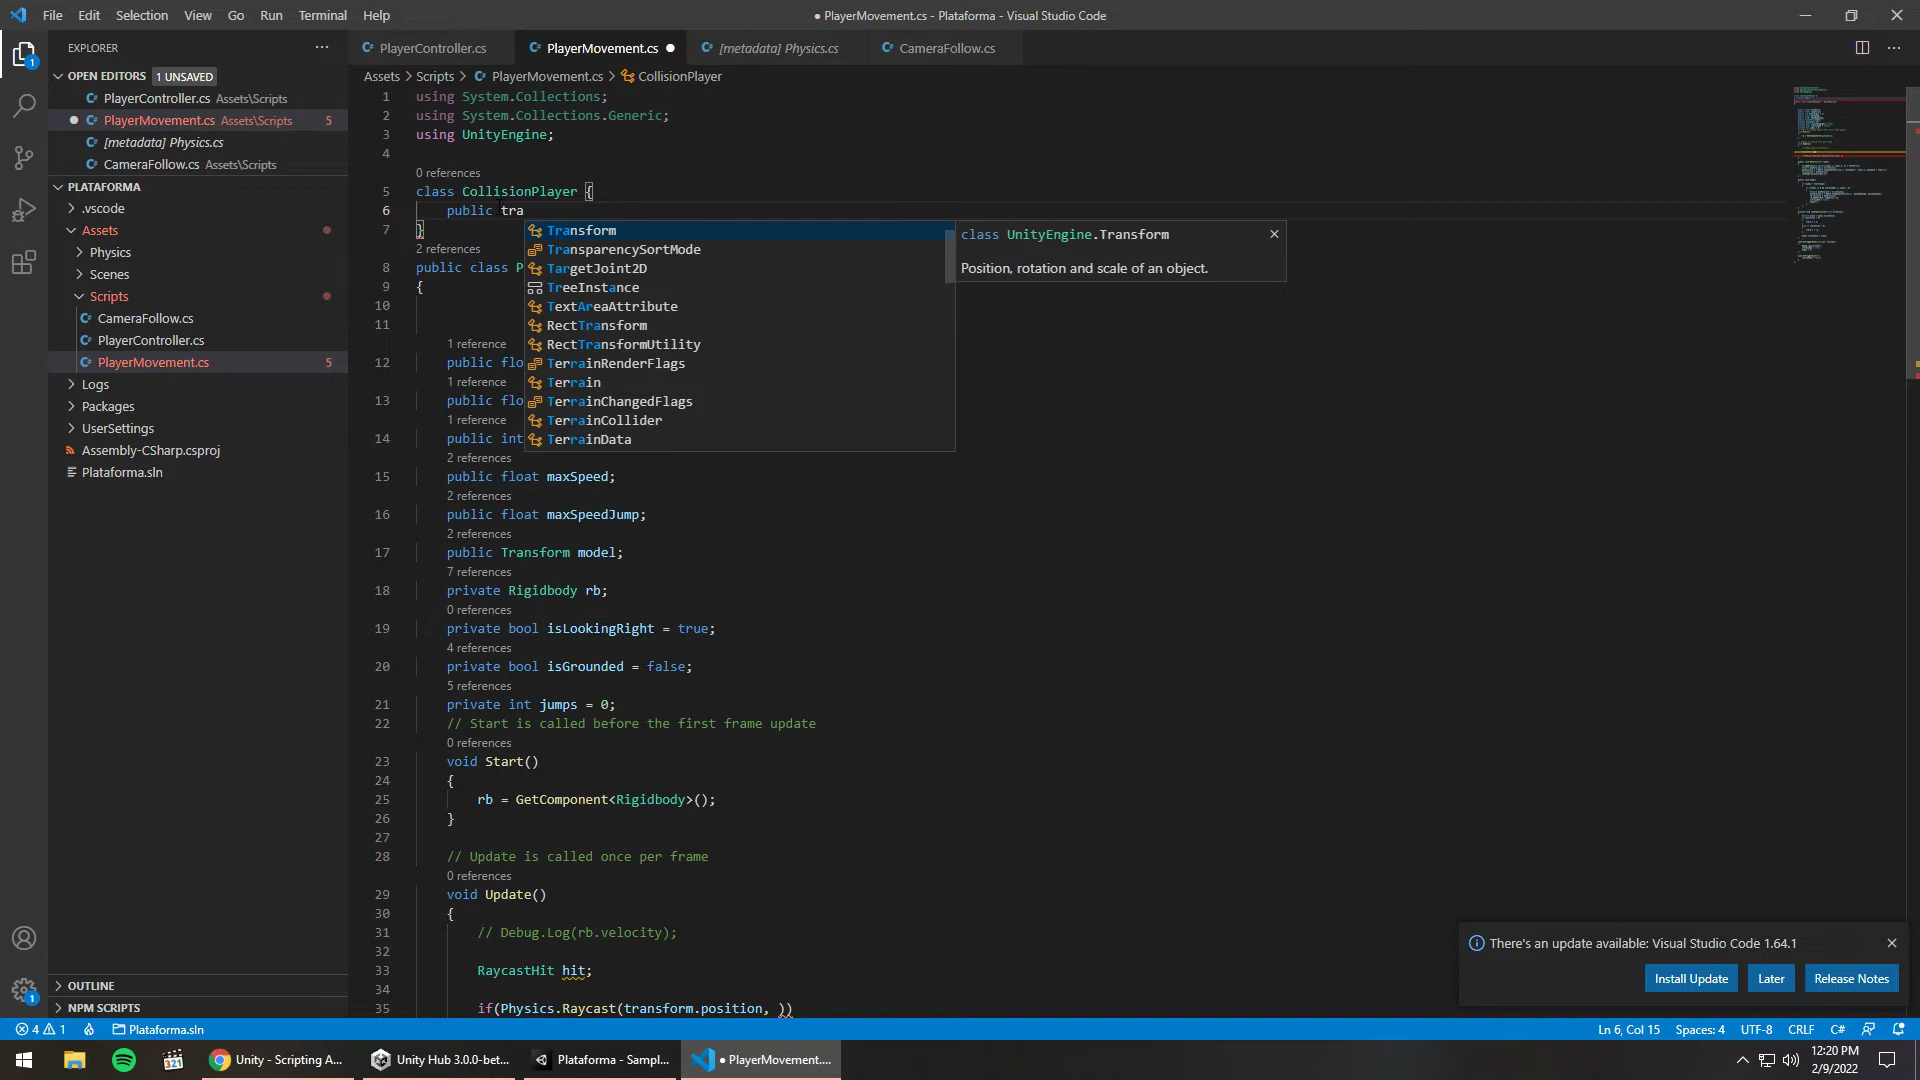 File Edit Selection View Go Run Terminal Help
● PlayerMovement.cs - Plataforma - Visual Studio Code
EXPLORER
OPEN EDITORS 1 UNSAVED
PlayerController.cs Assets\Scripts
PlayerMovement.cs Assets\Scripts 5
[metadata] Physics.cs
CameraFollow.cs Assets\Scripts
PLATAFORMA
.vscode
Assets
Physics
Scenes
Scripts
CameraFollow.cs
PlayerController.cs
PlayerMovement.cs 5
Logs
Packages
UserSettings
Assembly-CSharp.csproj
Plataforma.sln
OUTLINE
NPM SCRIPTS
PlayerController.cs PlayerMovement.cs [metadata] Physics.cs CameraFollow.cs
Assets > Scripts > PlayerMovement.cs > CollisionPlayer
1 using System.Collections;
2 using System.Collections.Generic;
3 using UnityEngine;
4
0 references
5 class CollisionPlayer {
6 public tra
7 }
2 references
8 public class P
9 {
10
11
1 reference
12 public flo
1 reference
13 public flo
1 reference
14 public int
2 references
15 public float maxSpeed;
2 references
16 public float maxSpeedJump;
2 references
17 public Transform model;
7 references
18 private Rigidbody rb;
0 references
19 private bool isLookingRight = true;
4 references
20 private bool isGrounded = false;
5 references
21 private int jumps = 0;
22 // Start is called before the first frame update
0 references
23 void Start()
24 {
25 rb = GetComponent<Rigidbody>();
26 }
27
28 // Update is called once per frame
0 references
29 void Update()
30 {
31 // Debug.Log(rb.velocity);
32
33 RaycastHit hit;
34
35 if(Physics.Raycast(transform.position, ))
Transform
TransparencySortMode
TargetJoint2D
TreeInstance
TextAreaAttribute
RectTransform
RectTransformUtility
TerrainRenderFlags
Terrain
TerrainChangedFlags
TerrainCollider
TerrainData
class UnityEngine.Transform
Position, rotation and scale of an object.
There's an update available: Visual Studio Code 1.64.1
Install Update Later Release Notes
1
1
4 1 Plataforma.sln
Ln 6, Col 15 Spaces: 4 UTF-8 CRLF C#
321
Unity - Scripting A...
Unity Hub 3.0.0-bet...
Plataforma - Sampl...
● PlayerMovement....
12:20 PM
2/9/2022